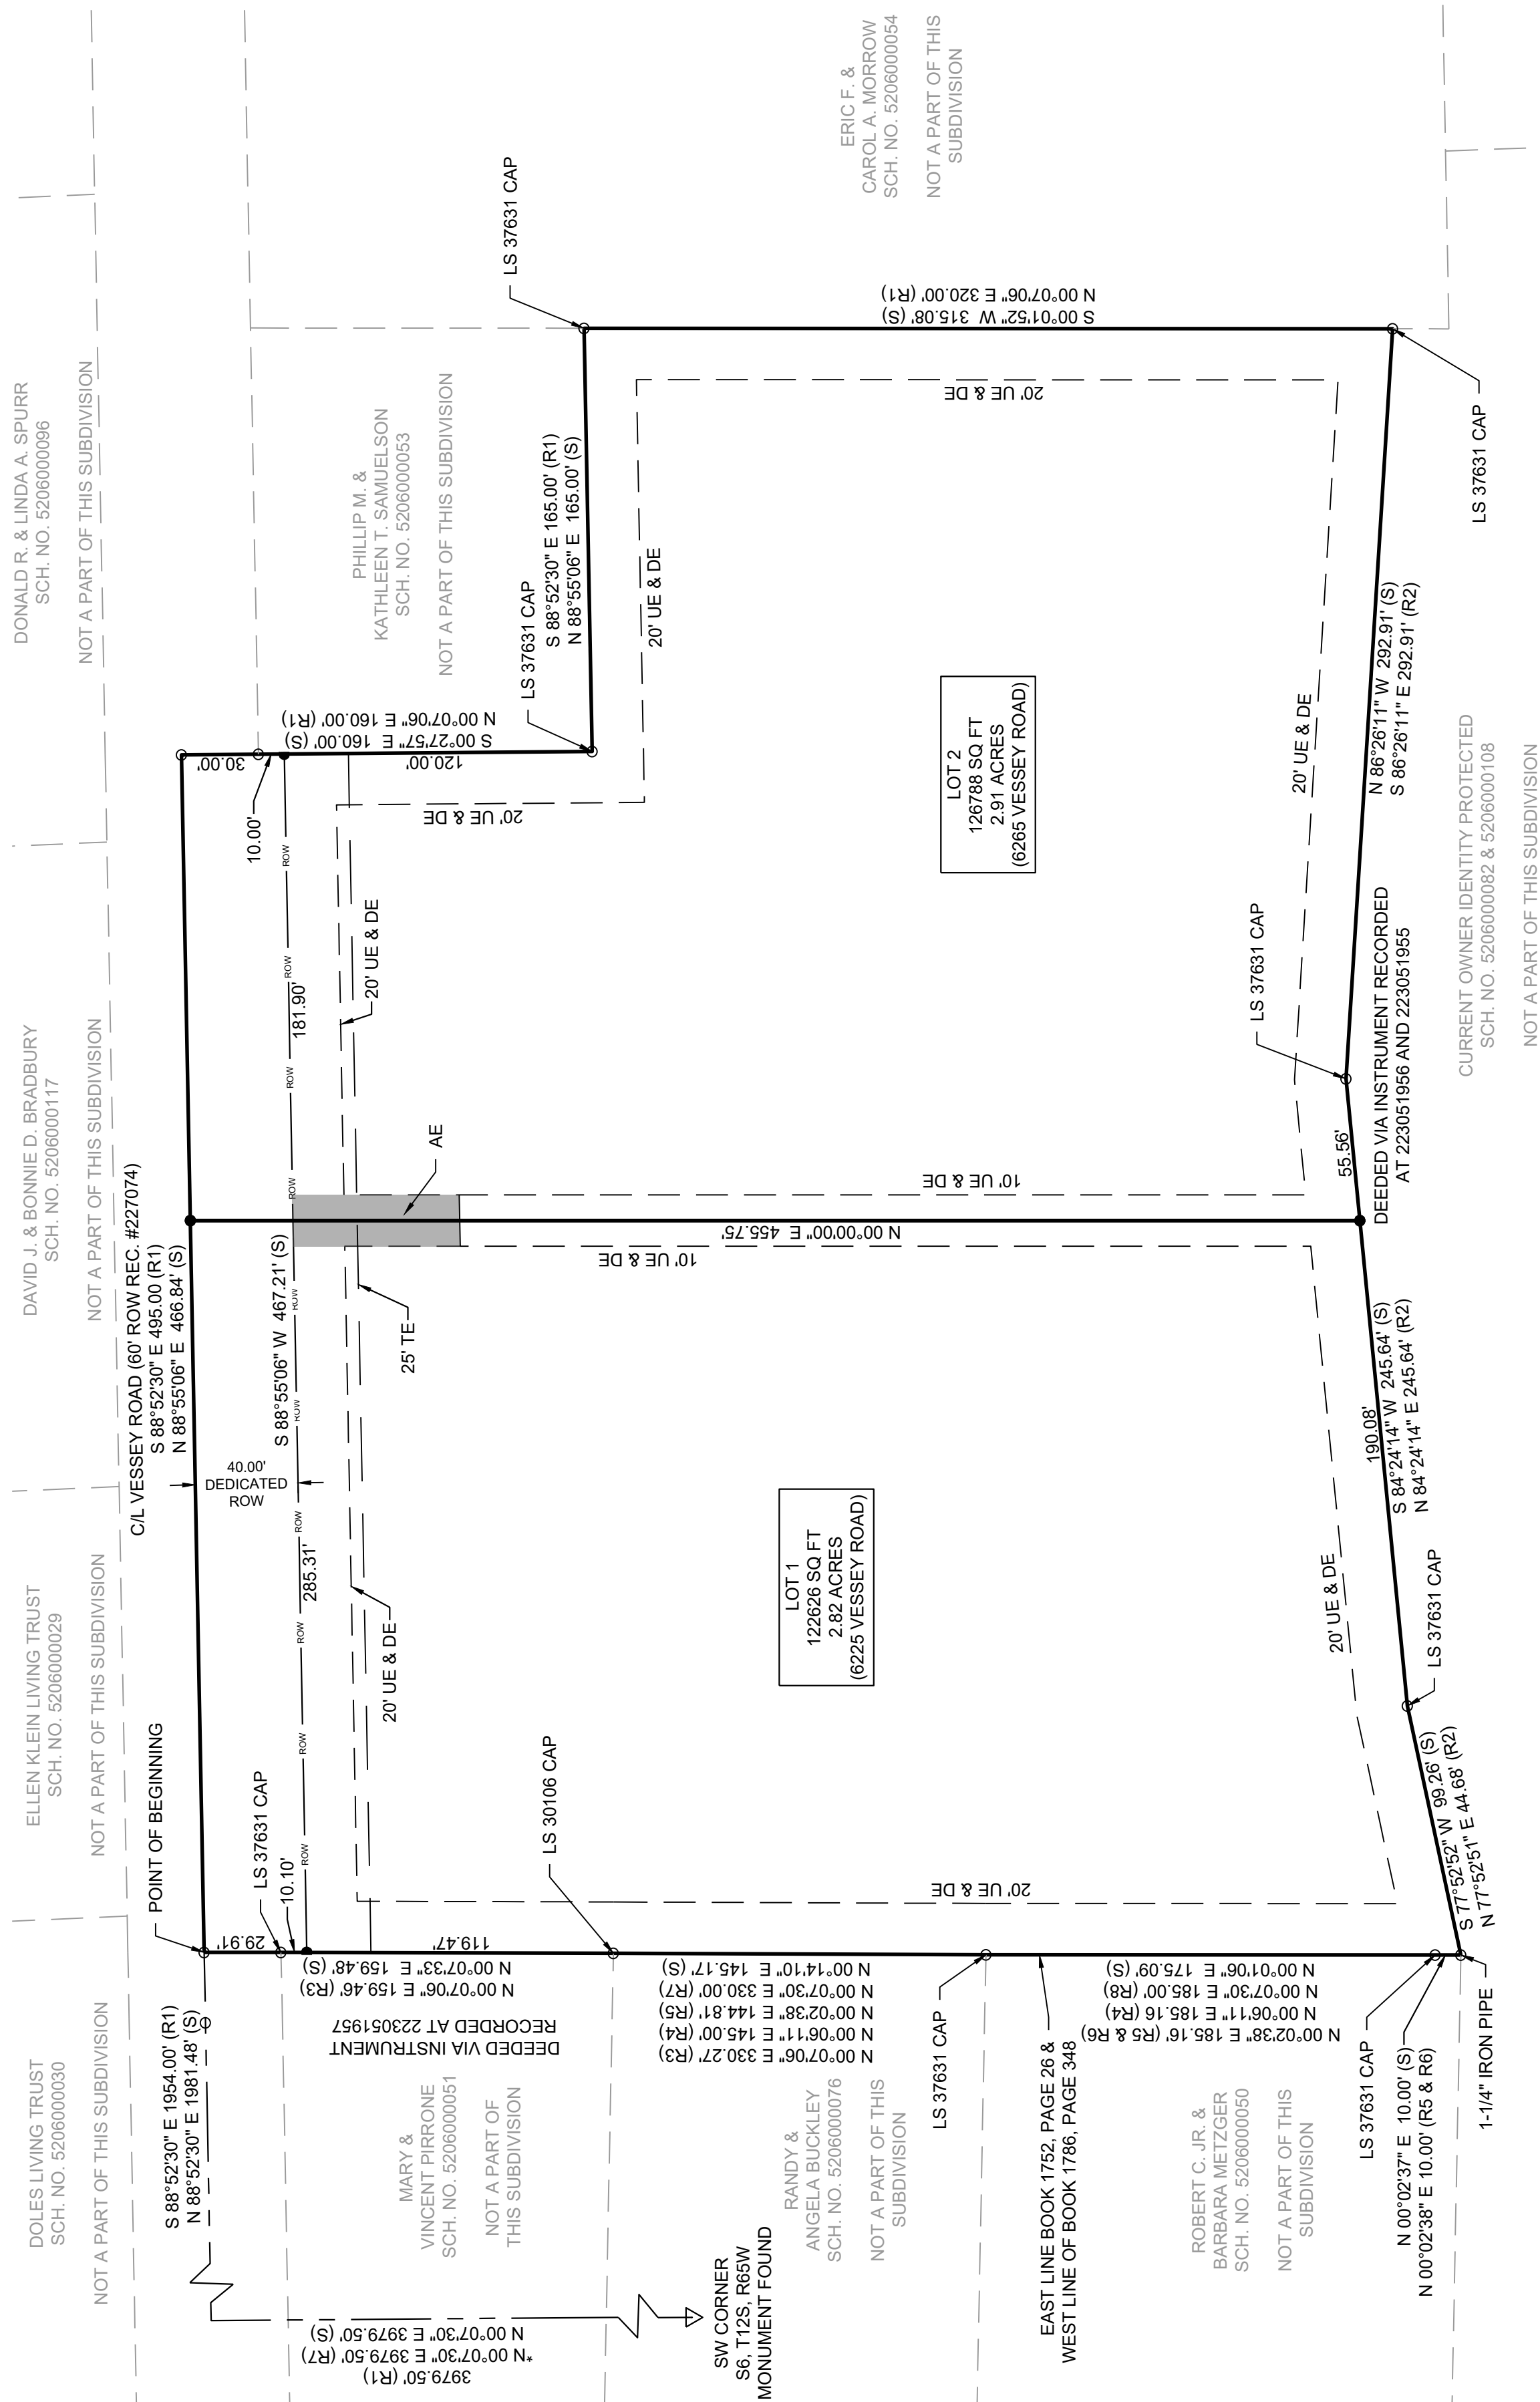 DOLES LIVING TRUST
SCH. NO. 5206000030
NOT A PART OF THIS SUBDIVISION
ELLEN KLEIN LIVING TRUST
SCH. NO. 5206000029
NOT A PART OF THIS SUBDIVISION
DAVID J. & BONNIE D. BRADBURY
SCH. NO. 5206000117
NOT A PART OF THIS SUBDIVISION
DONALD R. & LINDA A. SPURR
SCH. NO. 5206000096
NOT A PART OF THIS SUBDIVISION
S 88°52'30" E 1954.00' (R1)
N 88°52'30" E 1981.48' (S)
POINT OF BEGINNING
C/L VESSEY ROAD (60' ROW REC. #227074)
S 88°52'30" E 495.00 (R1)
N 88°55'06" E 466.84' (S)
40.00'
DEDICATED
ROW
S 88°55'06" W 467.21' (S)
ROW
ROW
ROW
ROW
ROW
ROW
ROW
ROW
ROW
ROW
285.31'
181.90'
30.00'
10.00'
120.00'
S 00°27'57" E 160.00' (S)
N 00°07'06" E 160.00' (R1)
PHILLIP M. &
KATHLEEN T. SAMUELSON
SCH. NO. 5206000053
NOT A PART OF THIS SUBDIVISION
LS 37631 CAP
S 88°52'30" E 165.00' (R1)
N 88°55'06" E 165.00' (S)
LS 37631 CAP
ERIC F. &
CAROL A. MORROW
SCH. NO. 5206000054
NOT A PART OF THIS
SUBDIVISION
S 00°01'52" W 315.08' (S)
N 00°07'06" E 320.00' (R1)
29.91'
LS 37631 CAP
10.10'
119.47'
N 00°07'33" E 159.48' (S)
N 00°07'06" E 159.46' (R3)
DEEDED VIA INSTRUMENT
RECORDED AT 223051957
3979.50' (R1)
*N 00°07'30" E 3979.50' (R7)
N 00°07'30" E 3979.50' (S)
MARY &
VINCENT PIRRONE
SCH. NO. 5206000051
NOT A PART OF
THIS SUBDIVISION
20' UE & DE
25' TE
AE
20' UE & DE
20' UE & DE
20' UE & DE
20' UE & DE
LS 30106 CAP
SW CORNER
S6, T12S, R65W
MONUMENT FOUND
N 00°14'10" E 145.17' (S)
N 00°07'30" E 330.00' (R7)
N 00°02'38" E 144.81' (R5)
N 00°06'11" E 145.00' (R4)
N 00°07'06" E 330.27' (R3)
RANDY &
ANGELA BUCKLEY
SCH. NO. 5206000076
NOT A PART OF THIS
SUBDIVISION
10' UE & DE
10' UE & DE
N 00°00'00" E 455.75'
LOT 1
122626 SQ FT
2.82 ACRES
(6225 VESSEY ROAD)
LOT 2
126788 SQ FT
2.91 ACRES
(6265 VESSEY ROAD)
20' UE & DE
LS 37631 CAP
EAST LINE BOOK 1752, PAGE 26 &
WEST LINE OF BOOK 1786, PAGE 348
N 00°01'06" E 175.09' (S)
N 00°07'30" E 185.00' (R8)
N 00°06'11" E 185.16 (R4)
N 00°02'38" E 185.16' (R5 & R6)
ROBERT C. JR. &
BARBARA METZGER
SCH. NO. 5206000050
NOT A PART OF THIS
SUBDIVISION
LS 37631 CAP
N 00°02'37" E 10.00' (S)
N 00°02'38" E 10.00' (R5 & R6)
1-1/4" IRON PIPE
S 77°52'52" W 99.26' (S)
N 77°52'51" E 44.68' (R2)
LS 37631 CAP
20' UE & DE
190.08'
S 84°24'14" W 245.64' (S)
N 84°24'14" E 245.64' (R2)
55.56'
LS 37631 CAP
20' UE & DE
DEEDED VIA INSTRUMENT RECORDED
AT 223051956 AND 223051955
N 86°26'11" W 292.91' (S)
S 86°26'11" E 292.91' (R2)
LS 37631 CAP
CURRENT OWNER IDENTITY PROTECTED
SCH. NO. 5206000082 & 5206000108
NOT A PART OF THIS SUBDIVISION